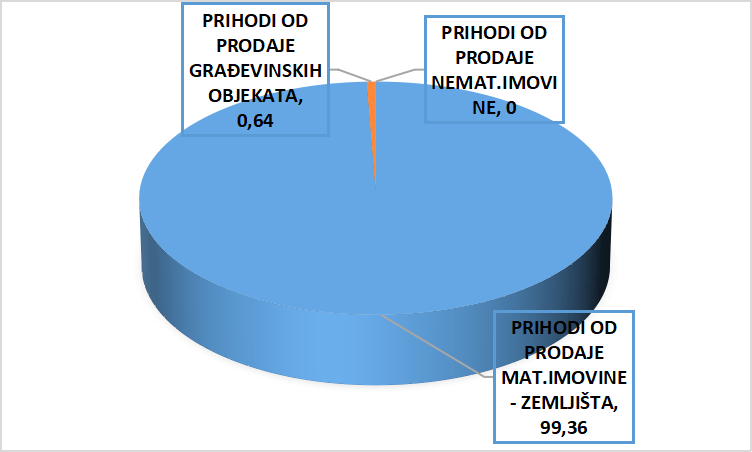 PRIHODI OD
PRODAJE
GRAĐEVINSKIH
OBJEKATA,
0,64
PRIHODI OD
PRODAJE
NEMAT.IMOVI
NE, 0
PRIHODI OD
PRODAJE
MAT.IMOVINE
- ZEMLJIŠTA,
99,36